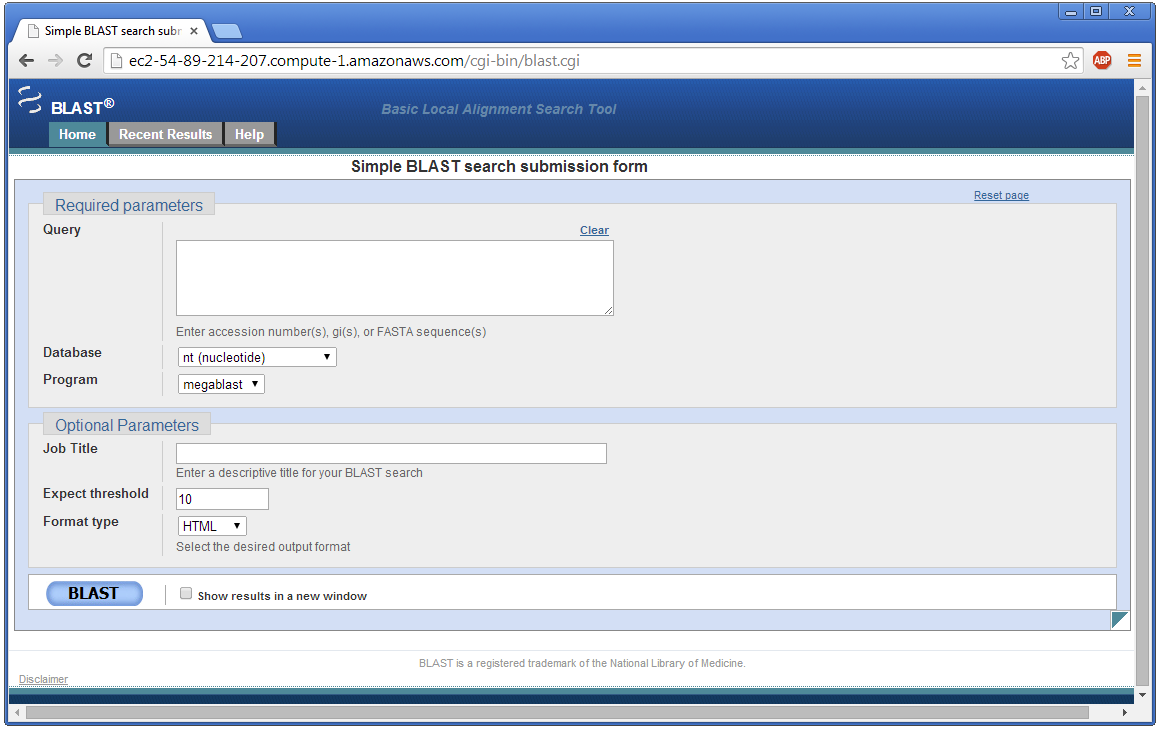 Simple BLAST search subm
ec2-54-89-214-207.compute-1.amazonaws.com/cgi-bin/blast.cgi
ABP
BLAST®
Basic Local Alignment Search Tool
Home Recent Results Help
Simple BLAST search submission form
Reset page
Required parameters
Query
Clear
Enter accession number(s), gi(s), or FASTA sequence(s)
Database nt (nucleotide)
Program megablast
Optional Parameters
Job Title
Enter a descriptive title for your BLAST search
Expect threshold 10
Format type HTML
Select the desired output format
BLAST Show results in a new window
BLAST is a registered trademark of the National Library of Medicine.
Disclaimer